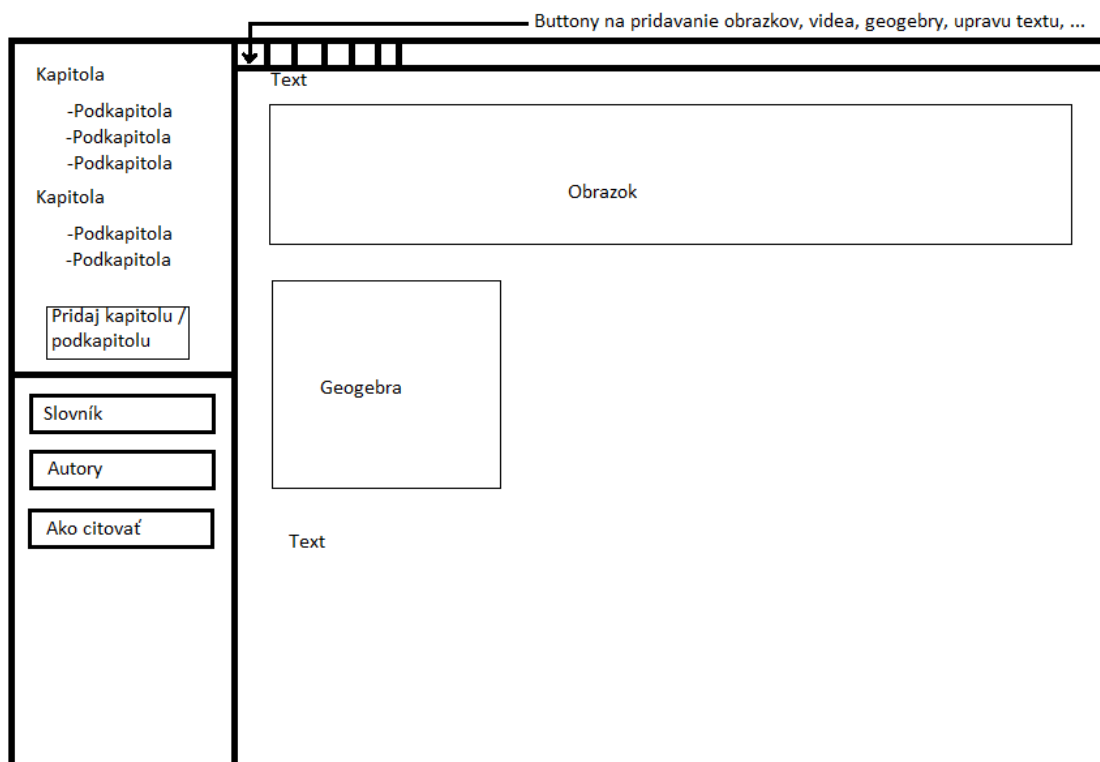 Buttony na pridavanie obrazkov, videa, geogebry, upravu textu, ...
Kapitola
-Podkapitola
-Podkapitola
-Podkapitola
Kapitola
-Podkapitola
-Podkapitola
Pridaj kapitolu /
podkapitolu
Slovník
Autory
Ako citovať
Text
Obrazok
Geogebra
Text